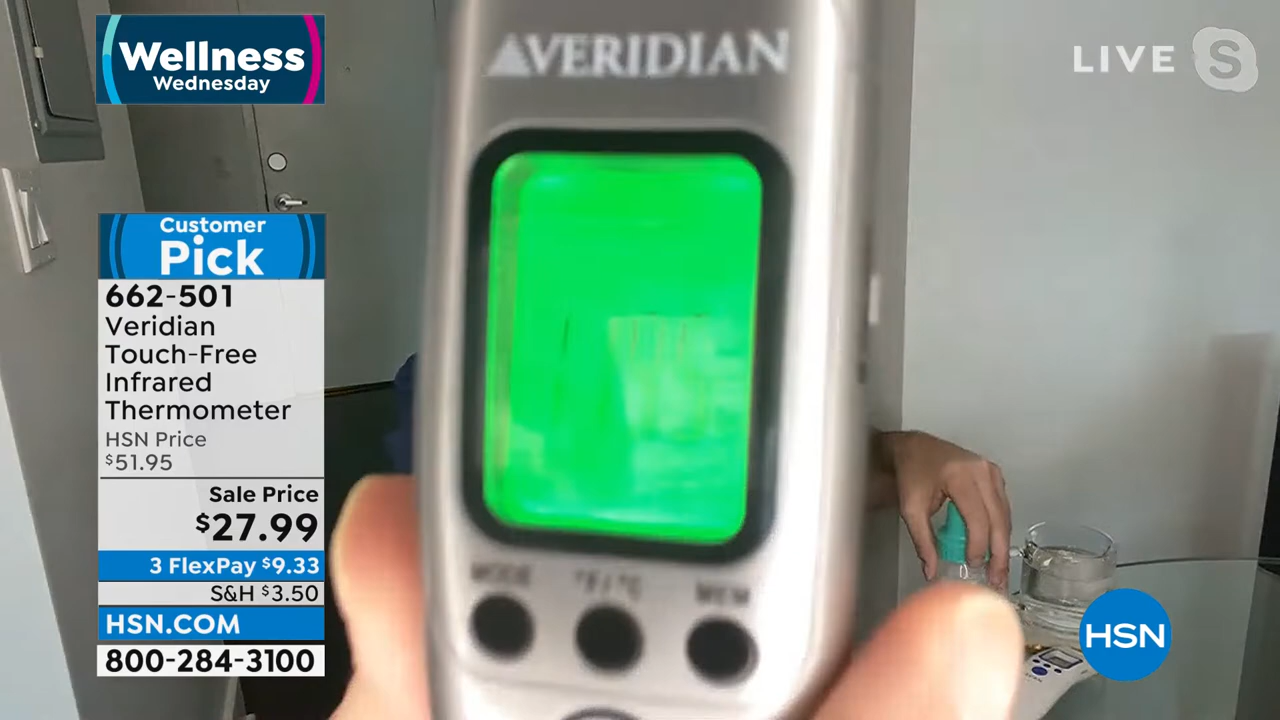 Wellness
Wednesday
Customer
Pick
662-501
Veridian
Touch-Free
Infrared
Thermometer
HSN Price
$51.95
Sale Price
$27.99
3 FlexPay $9.33
S&H $3.50
HSN.COM
800-284-3100
VERIDIAN
MODE
°F/°C
MEM
LIVE S
HSN